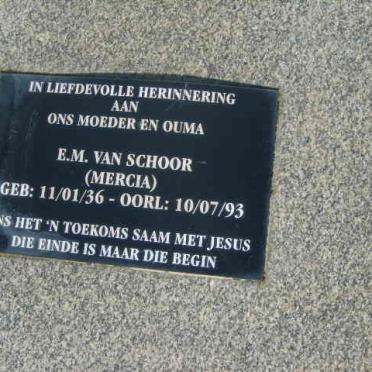 IN LIEFDEVOLLE HERINNERING
AAN
ONS MOEDER EN OUMA
E.M. VAN SCHOOR
(MERCIA)
GEB: 11/01/36 - OORL: 10/07/93
NS HET 'N TOEKOMS SAAM MET JESUS
DIE EINDE IS MAAR DIE BEGIN